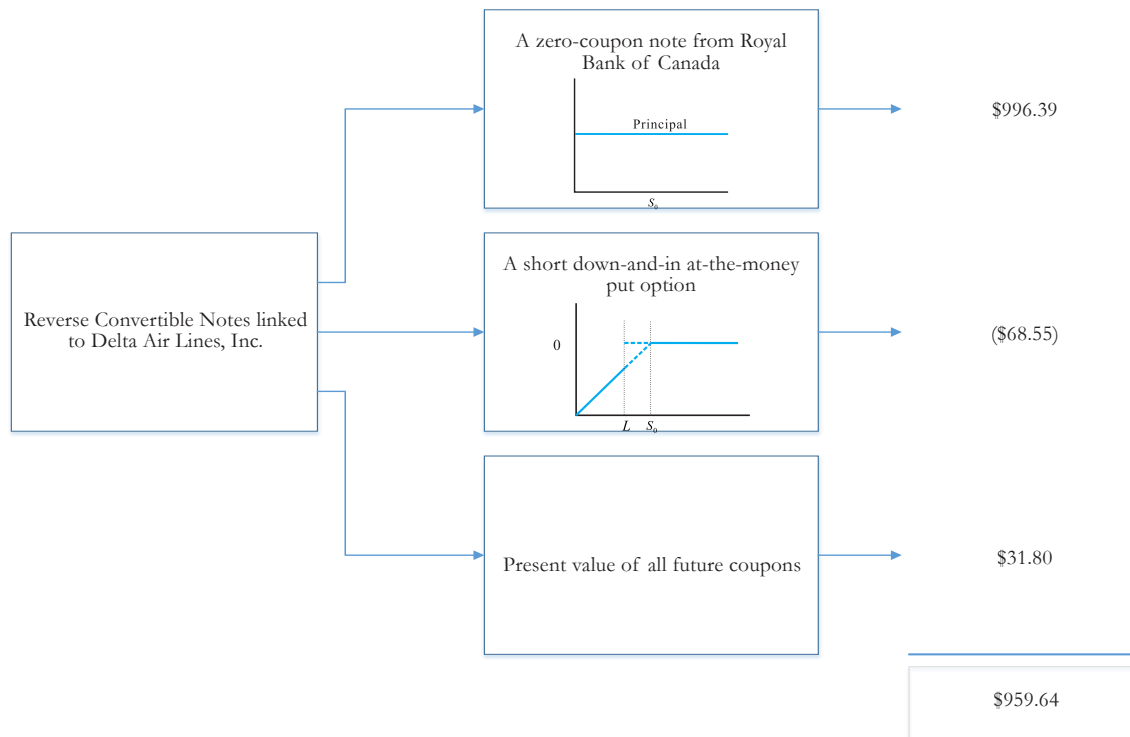 A zero-coupon note from Royal
Bank of Canada
Principal
S₀
$996.39
Reverse Convertible Notes linked
to Delta Air Lines, Inc.
A short down-and-in at-the-money
put option
0
L S₀
($68.55)
Present value of all future coupons
$31.80
$959.64